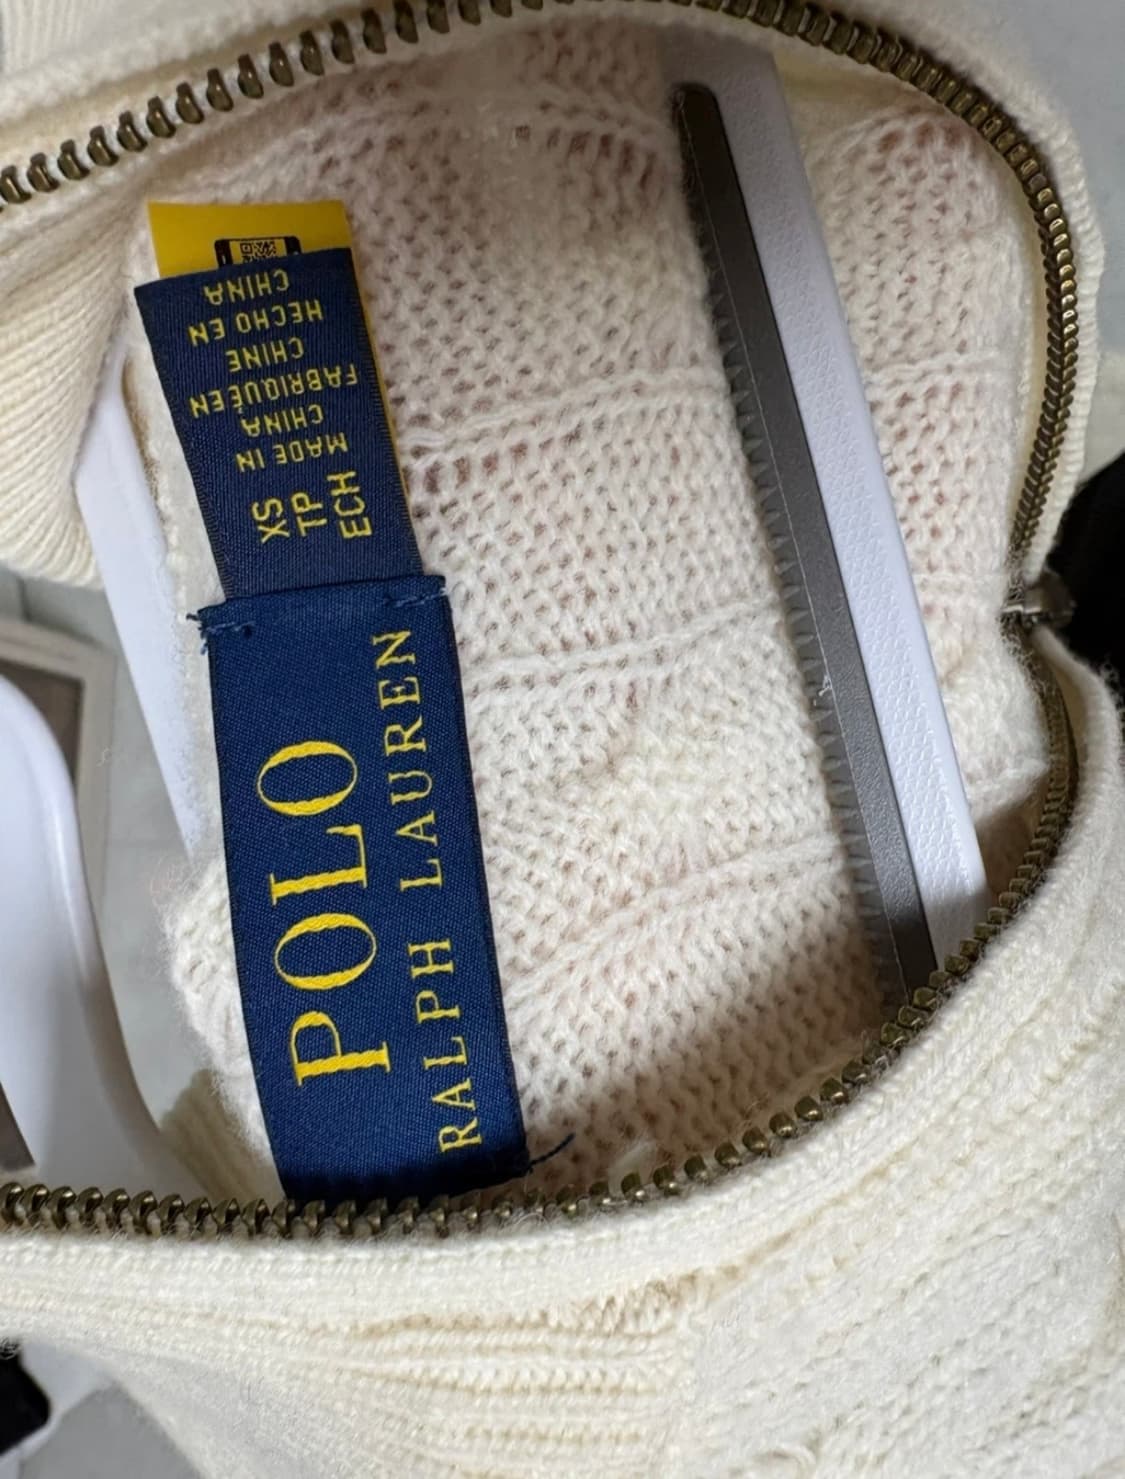 POLO
RALPH LAUREN
XS
TP
ECH
MADE IN
CHINA
FABRIQUÉ EN
CHINE
HECHO EN
CHINA